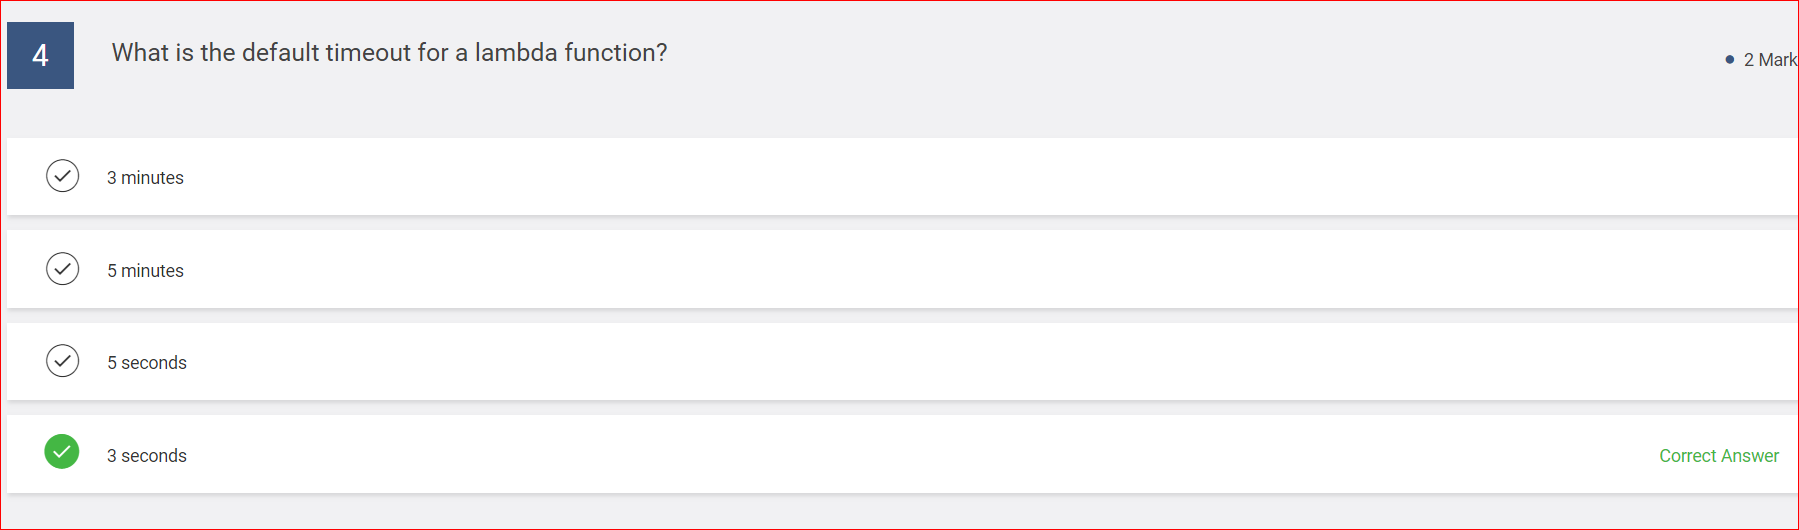 4
What is the default timeout for a lambda function?
2 Mark
3 minutes
5 minutes
5 seconds
3 seconds
Correct Answer